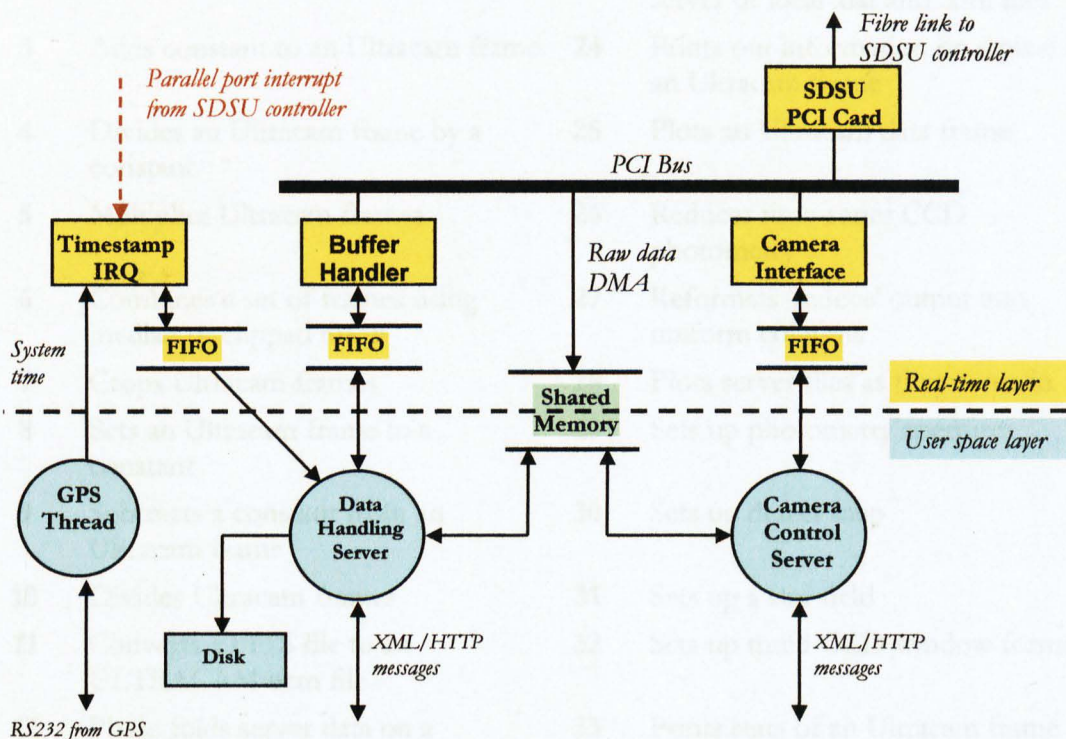 Fibre link to
SDSU controller
Parallel port interrupt
from SDSU controller
SDSU
PCI Card
PCI Bus
Timestamp
IRQ
Buffer
Handler
Raw data
DMA
Camera
Interface
System
time
FIFO
FIFO
FIFO
Shared
Memory
Real-time layer
User space layer
GPS
Thread
Data
Handling
Server
Camera
Control
Server
Disk
XML/HTTP
messages
XML/HTTP
messages
RS232 from GPS